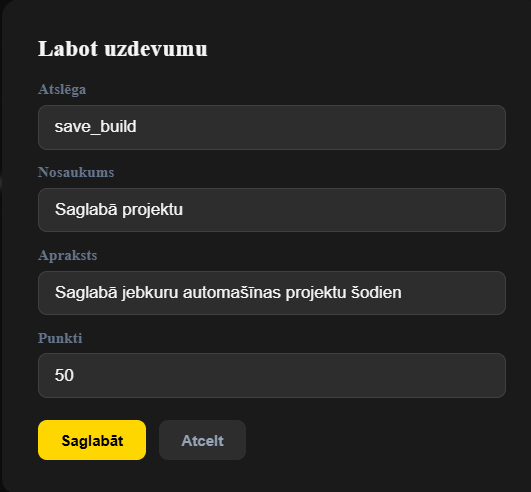 Labot uzdevumu
Atslēga
save_build
Nosaukums
Saglabā projektu
Apraksts
Saglabā jebkuru automašīnas projektu šodien
Punkti
50
Saglabāt Atcelt